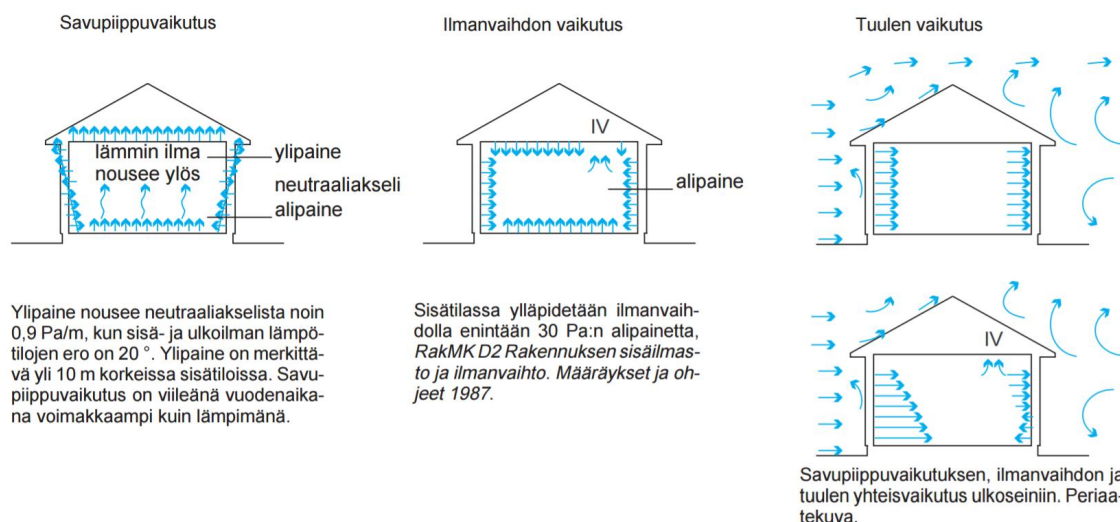 Savupiippuvaikutus
lämmin ilma
nousee ylös
ylipaine
neutraaliakseli
alipaine
Ylipaine nousee neutraaliakselista noin
0,9 Pa/m, kun sisä- ja ulkoilman lämpö-
tilojen ero on 20 °. Ylipaine on merkittä-
vä yli 10 m korkeissa sisätiloissa. Savu-
piippuvaikutus on viileänä vuodenaika-
na voimakkaampi kuin lämpimänä.
Ilmanvaihdon vaikutus
IV
alipaine
Sisätilassa ylläpidetään ilmanvaih-
dolla enintään 30 Pa:n alipainetta,
RakMK D2 Rakennuksen sisäilmas-
to ja ilmanvaihto. Määräykset ja oh-
jeet 1987.
Tuulen vaikutus
IV
Savupiippuvaikutuksen, ilmanvaihdon ja
tuulen yhteisvaikutus ulkoseiniin. Periaa-
tekuva.